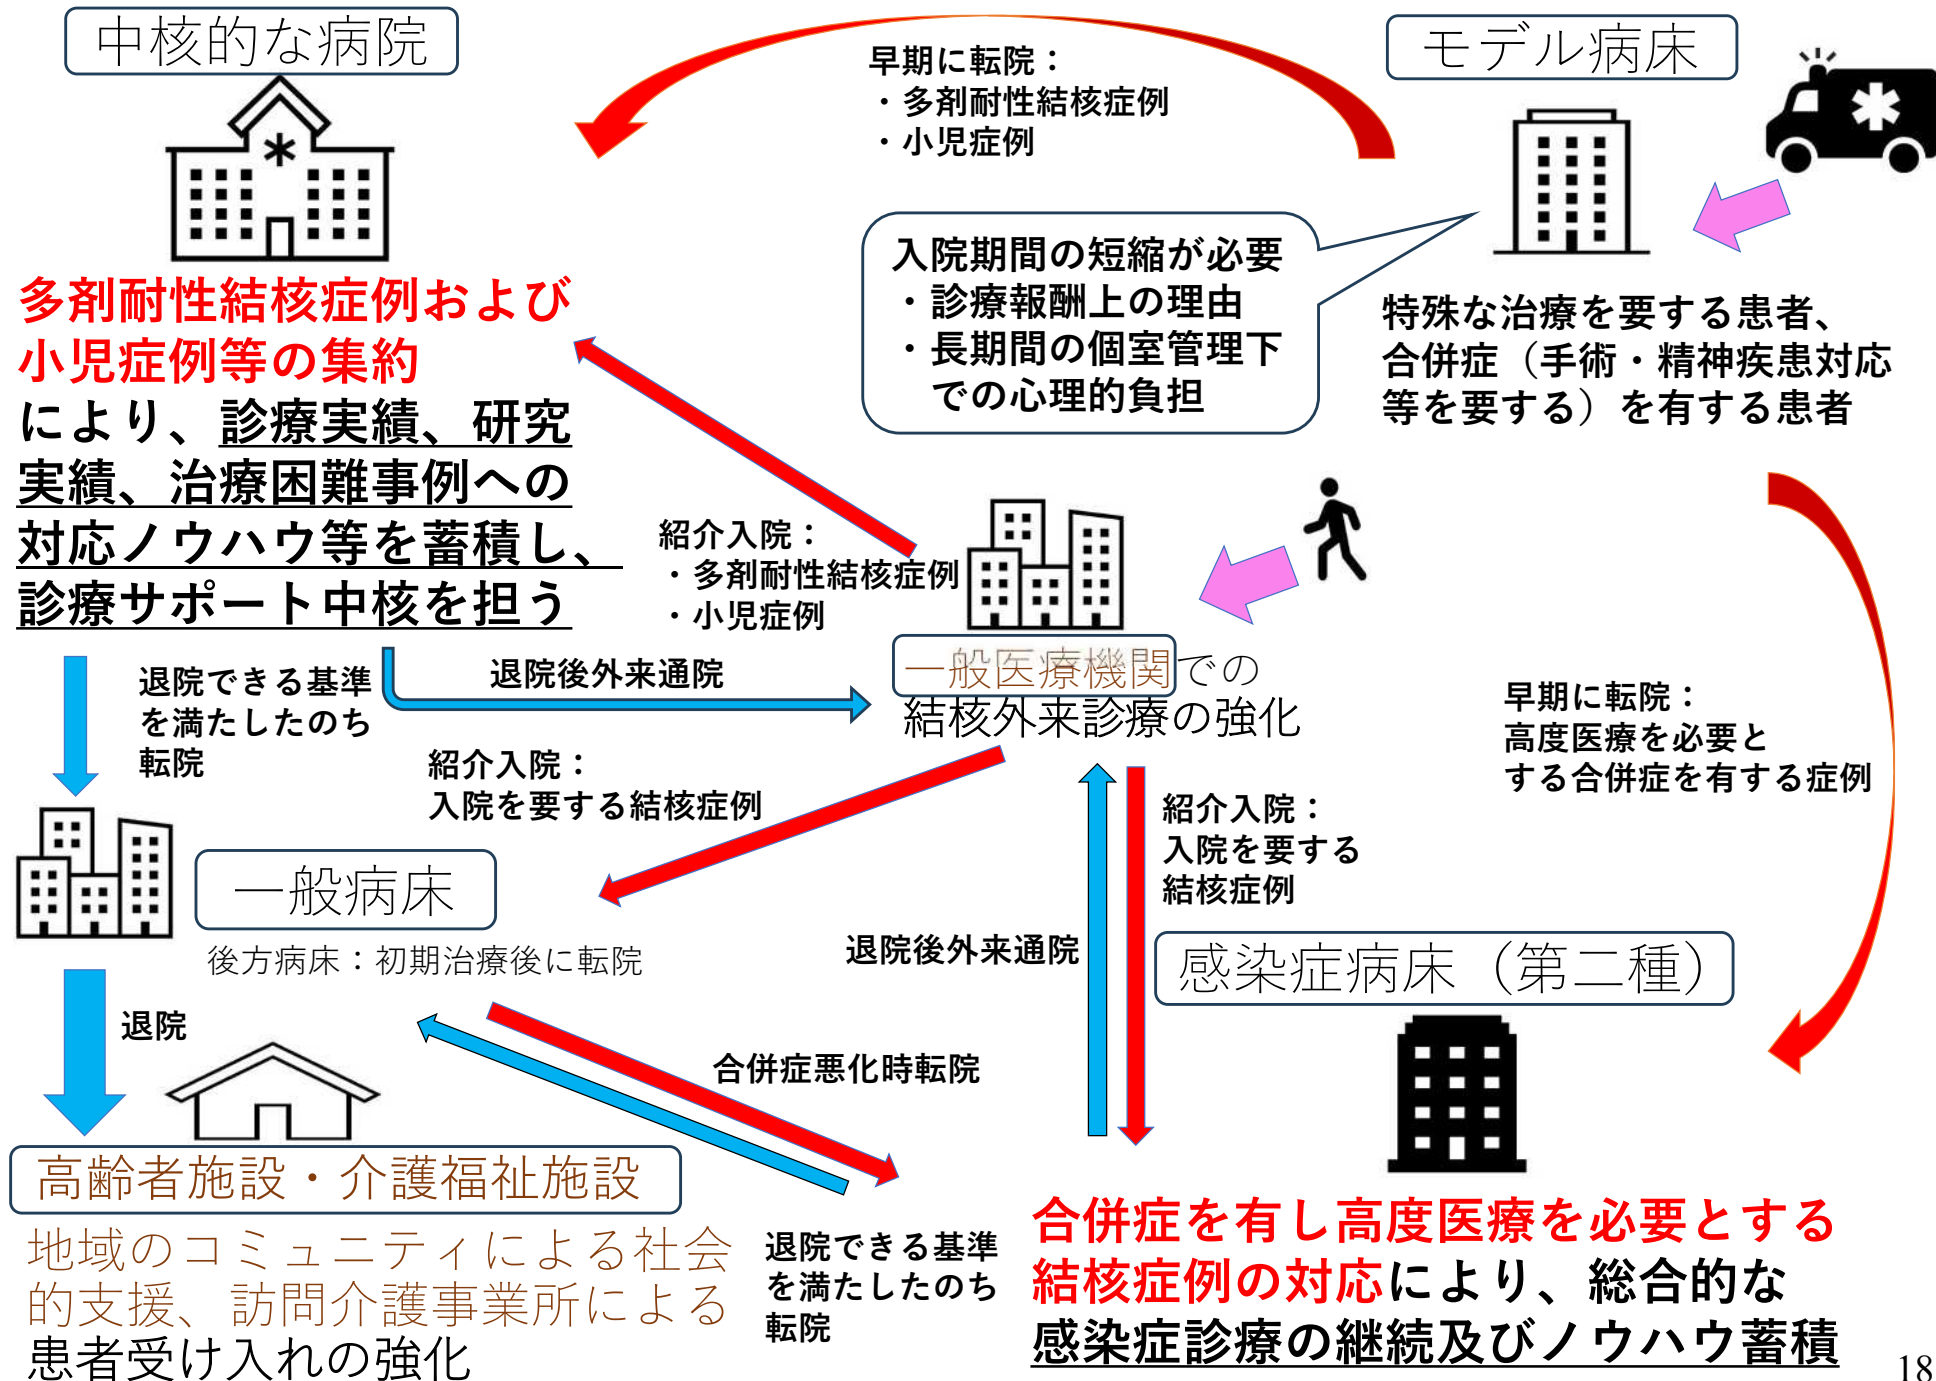 中核的な病院
早期に転院：
・多剤耐性結核症例
・小児症例
モデル病床
入院期間の短縮が必要
・診療報酬上の理由
・長期間の個室管理下
での心理的負担
特殊な治療を要する患者、
合併症（手術・精神疾患対応
等を要する）を有する患者
多剤耐性結核症例および
小児症例等の集約
により、診療実績、研究
実績、治療困難事例への
対応ノウハウ等を蓄積し、
診療サポート中核を担う
紹介入院：
・多剤耐性結核症例
・小児症例
一般医療機関での
結核外来診療の強化
退院できる基準
を満たしたのち
転院
退院後外来通院
紹介入院：
入院を要する結核症例
早期に転院：
高度医療を必要と
する合併症を有する症例
紹介入院：
入院を要する
結核症例
一般病床
後方病床：初期治療後に転院
退院後外来通院
感染症病床（第二種）
退院
合併症悪化時転院
高齢者施設・介護福祉施設
地域のコミュニティによる社会
的支援、訪問介護事業所による
患者受け入れの強化
退院できる基準
を満たしたのち
転院
合併症を有し高度医療を必要とする
結核症例の対応により、総合的な
感染症診療の継続及びノウハウ蓄積
18